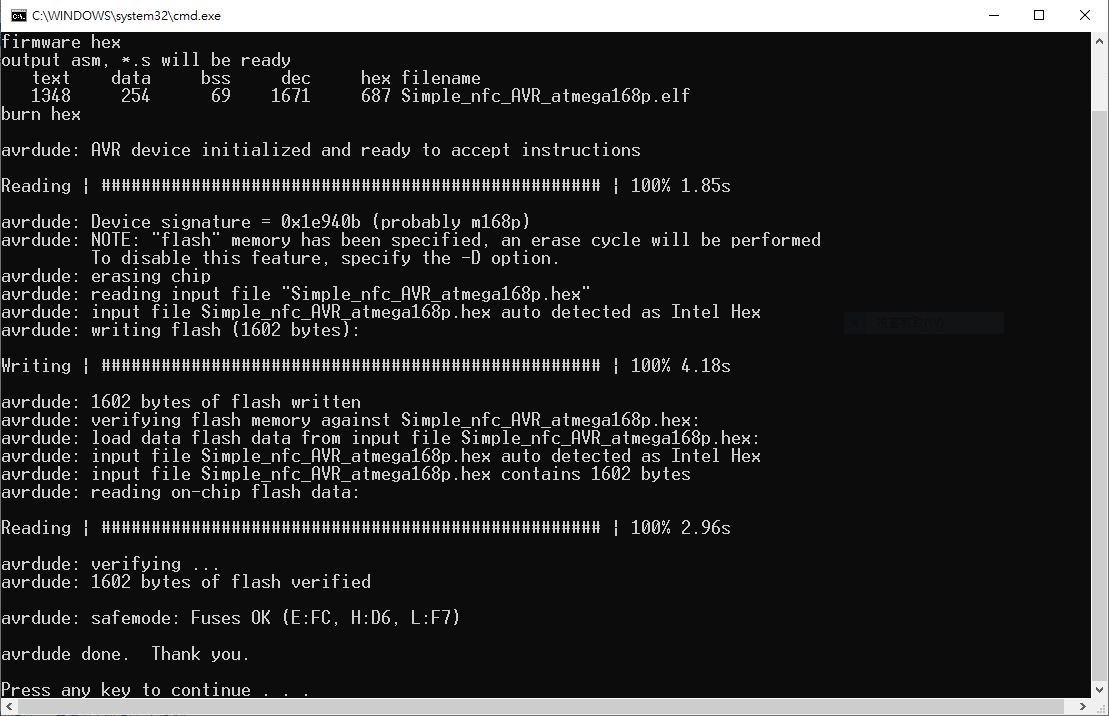 C:\WINDOWS\system32\cmd.exe
firmware hex
output asm, *.s will be ready
   text    data     bss     dec     hex filename
   1348     254      69    1671     687 Simple_nfc_AVR_atmega168p.elf
burn hex
avrdude: AVR device initialized and ready to accept instructions
Reading | ################################################## | 100% 1.85s
avrdude: Device signature = 0x1e940b (probably m168p)
avrdude: NOTE: "flash" memory has been specified, an erase cycle will be performed
         To disable this feature, specify the -D option.
avrdude: erasing chip
avrdude: reading input file "Simple_nfc_AVR_atmega168p.hex"
avrdude: input file Simple_nfc_AVR_atmega168p.hex auto detected as Intel Hex
avrdude: writing flash (1602 bytes):
Writing | ################################################## | 100% 4.18s
avrdude: 1602 bytes of flash written
avrdude: verifying flash memory against Simple_nfc_AVR_atmega168p.hex:
avrdude: load data flash data from input file Simple_nfc_AVR_atmega168p.hex:
avrdude: input file Simple_nfc_AVR_atmega168p.hex auto detected as Intel Hex
avrdude: input file Simple_nfc_AVR_atmega168p.hex contains 1602 bytes
avrdude: reading on-chip flash data:
Reading | ################################################## | 100% 2.96s
avrdude: verifying ...
avrdude: 1602 bytes of flash verified
avrdude: safemode: Fuses OK (E:FC, H:D6, L:F7)
avrdude done.  Thank you.
Press any key to continue . . .